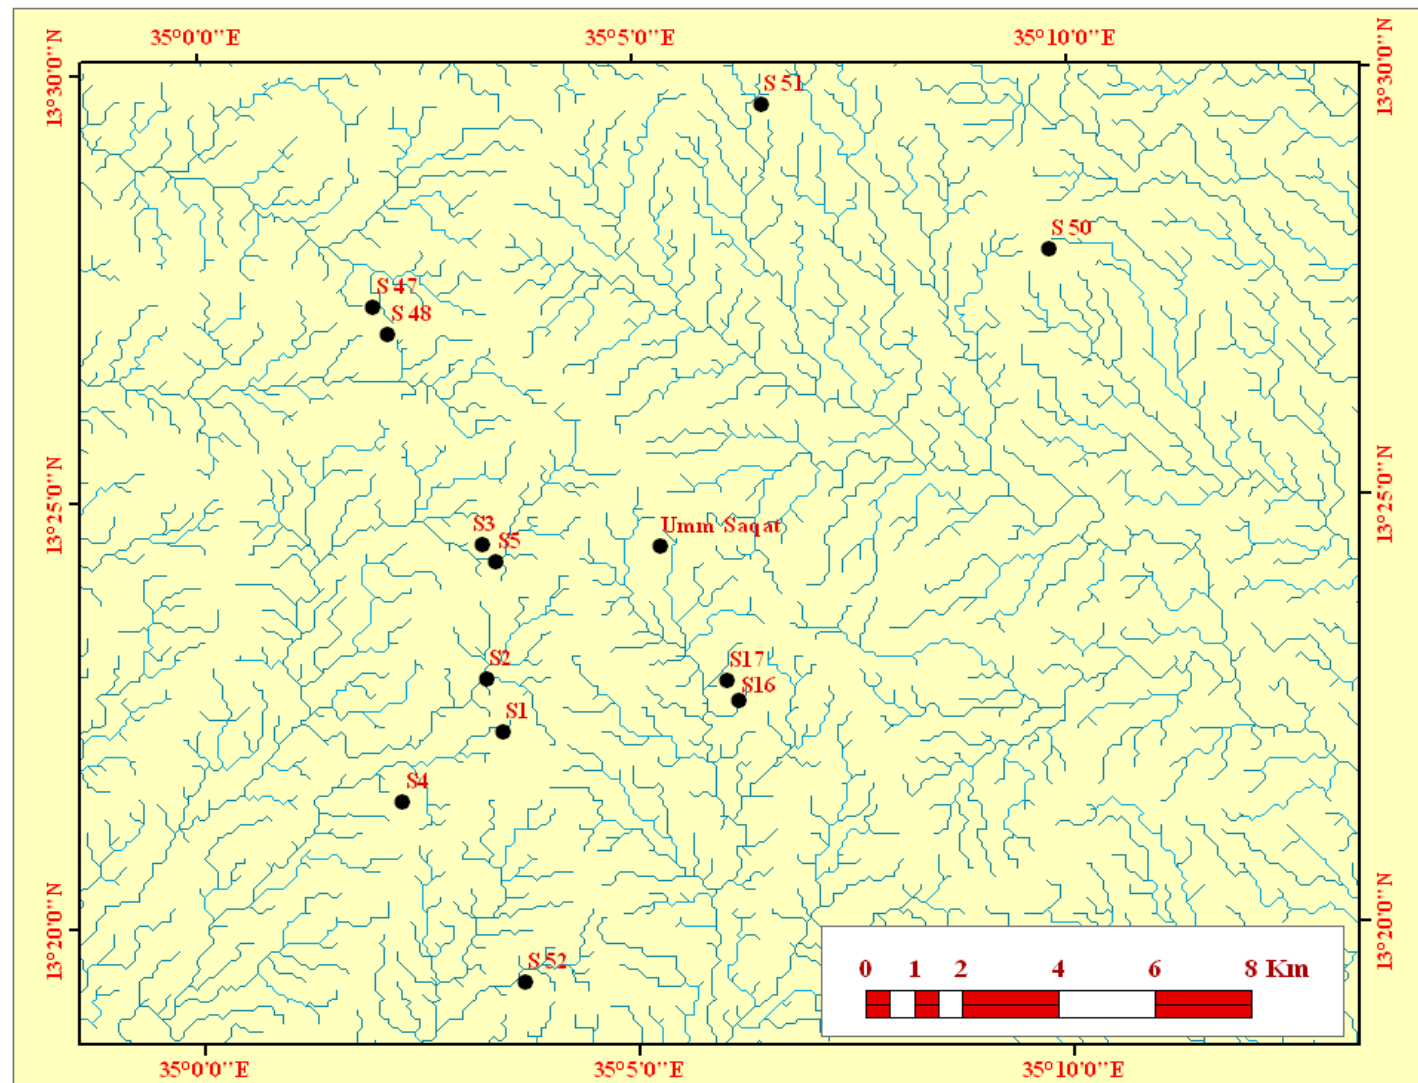 35°0'0"E 35°5'0"E 35°10'0"E
13°30'0"N 13°30'0"N
S 51
S 50
S 47
S 48
13°25'0"N 13°25'0"N
S3 Umm Saqat
S5
S2 S17
S16
S1
S4
13°20'0"N 13°20'0"N
S 52
0 1 2 4 6 8 Km
35°0'0"E 35°5'0"E 35°10'0"E